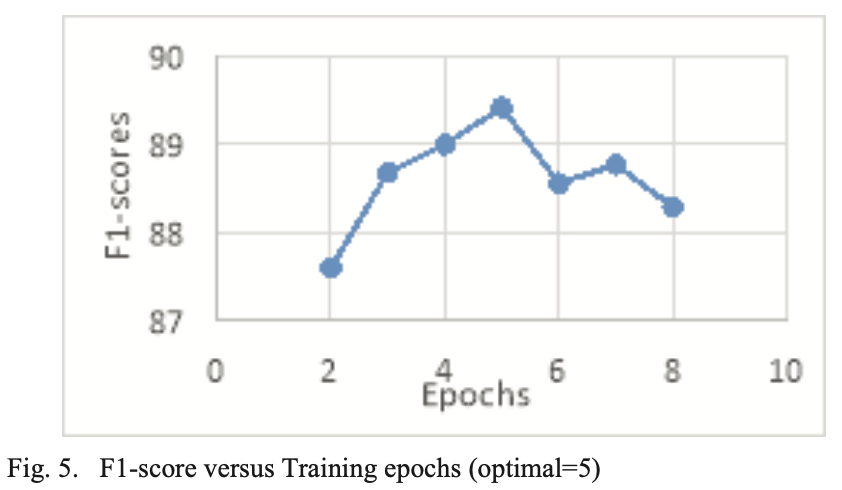 90
89
88
87
F1-scores
0 2 4 6 8 10
Epochs
Fig. 5. F1-score versus Training epochs (optimal=5)